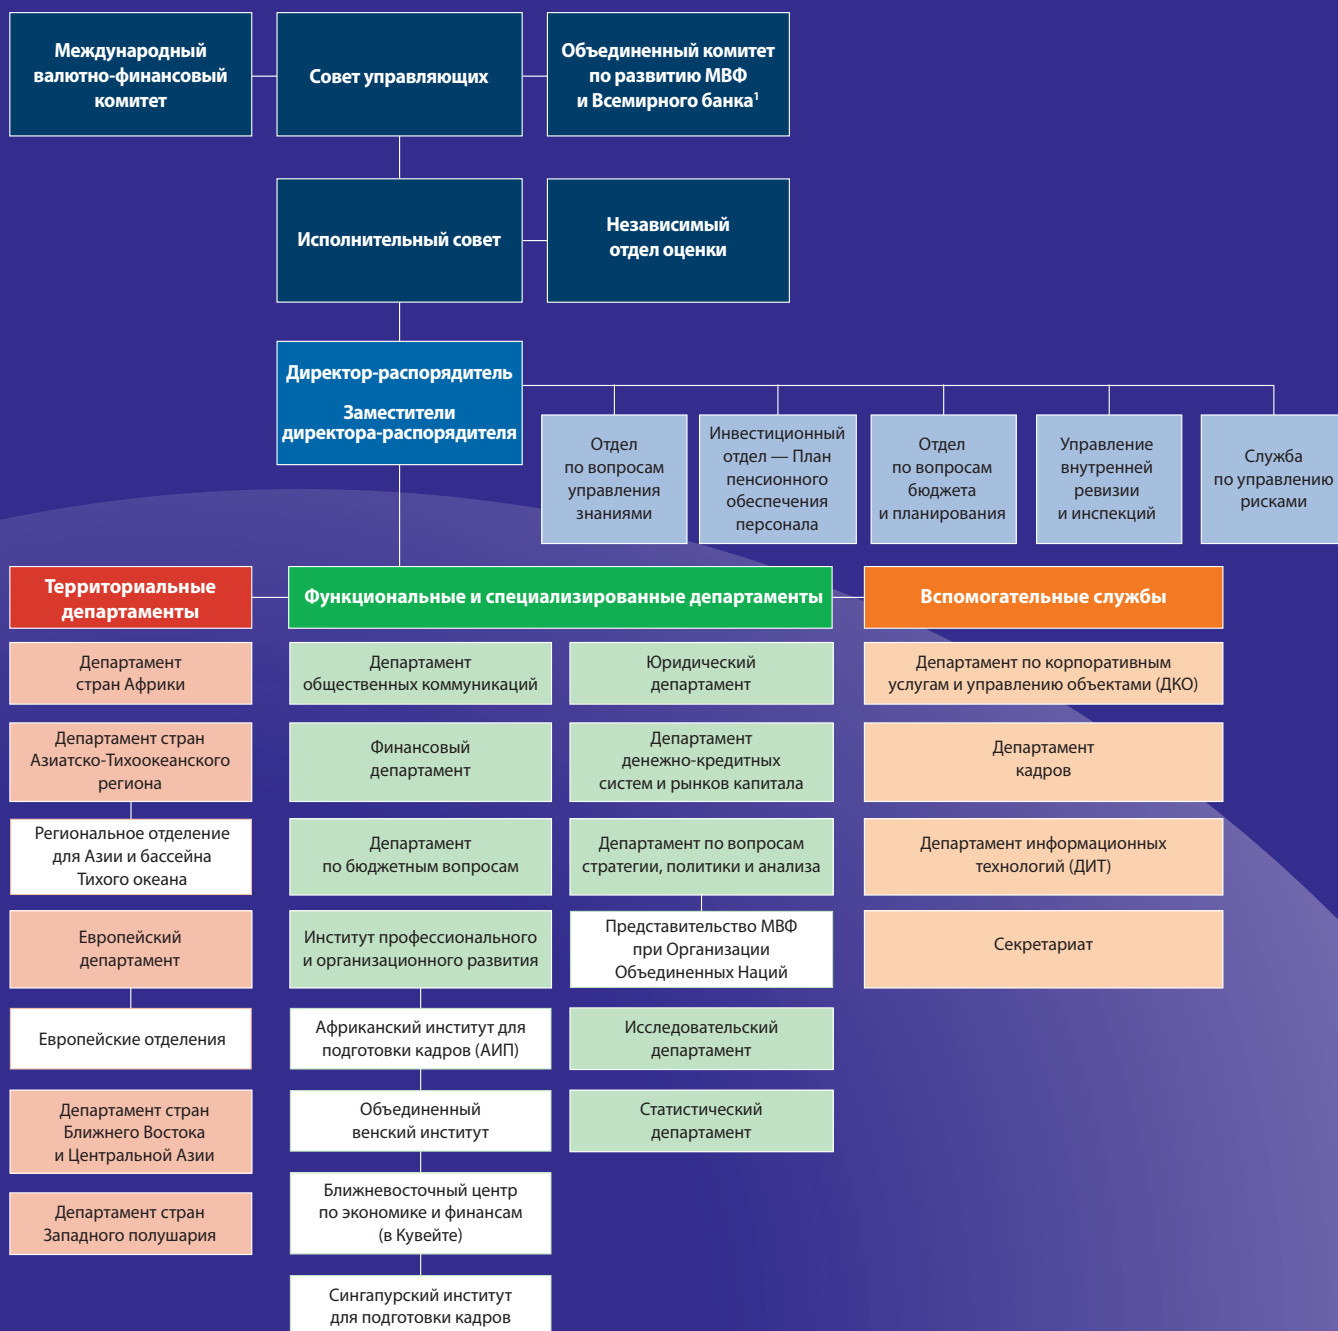 Международный
валютно-финансовый
комитет
Совет управляющих
Объединенный комитет
по развитию МВФ
и Всемирного банка¹
Исполнительный совет
Независимый
отдел оценки
Директор-распорядитель
Заместители
директора-распорядителя
Отдел
по вопросам
управления
знаниями
Инвестиционный
отдел — План
пенсионного
обеспечения
персонала
Отдел
по вопросам
бюджета
и планирования
Управление
внутренней
ревизии
и инспекций
Служба
по управлению
рисками
Территориальные
департаменты
Департамент
стран Африки
Департамент стран
Азиатско-Тихоокеанского
региона
Региональное отделение
для Азии и бассейна
Тихого океана
Европейский
департамент
Европейские отделения
Департамент стран
Ближнего Востока
и Центральной Азии
Департамент стран
Западного полушария
Функциональные и специализированные департаменты
Департамент
общественных коммуникаций
Финансовый
департамент
Департамент
по бюджетным вопросам
Институт профессионального
и организационного развития
Африканский институт для
подготовки кадров (АИП)
Объединенный
венский институт
Ближневосточный центр
по экономике и финансам
(в Кувейте)
Сингапурский институт
для подготовки кадров
Юридический
департамент
Департамент
денежно-кредитных
систем и рынков капитала
Департамент по вопросам
стратегии, политики и анализа
Представительство МВФ
при Организации
Объединенных Наций
Исследовательский
департамент
Статистический
департамент
Вспомогательные службы
Департамент по корпоративным
услугам и управлению объектами (ДКО)
Департамент
кадров
Департамент информационных
технологий (ДИТ)
Секретариат